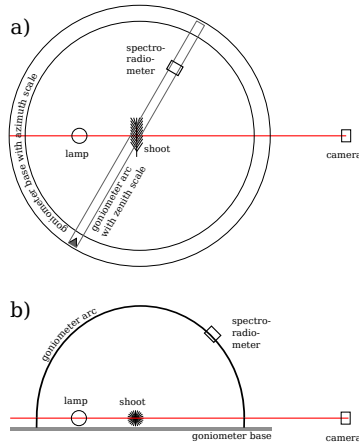 a)
spectro-
radio-
meter
lamp
shoot
camera
goniometer base with azimuth scale
goniometer arc
with zenith scale
b)
goniometer arc
spectro-
radio-
meter
lamp
shoot
goniometer base
camera